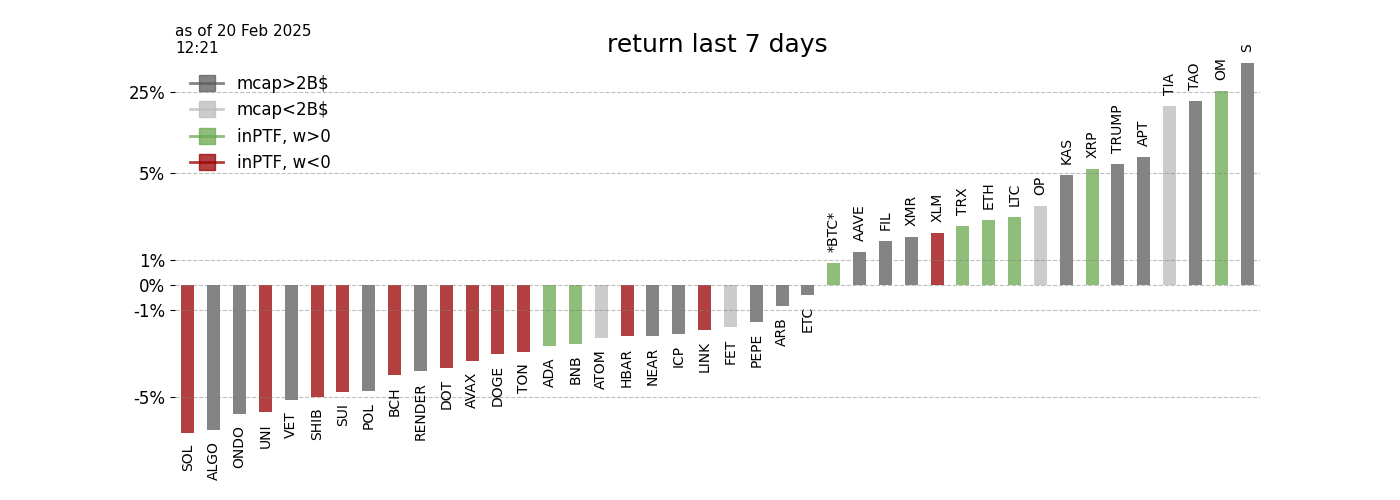 as of 20 Feb 2025
12:21
return last 7 days
mcap>2B$
mcap<2B$
inPTF, w>0
inPTF, w<0
25%
5%
1%
0%
-1%
-5%
SOL
ALGO
ONDO
UNI
VET
SHIB
SUI
POL
BCH
RENDER
DOT
AVAX
DOGE
TON
ADA
BNB
ATOM
HBAR
NEAR
ICP
LINK
FET
PEPE
ARB
ETC
*BTC*
AAVE
FIL
XMR
XLM
TRX
ETH
LTC
OP
KAS
XRP
TRUMP
APT
TIA
TAO
OM
S